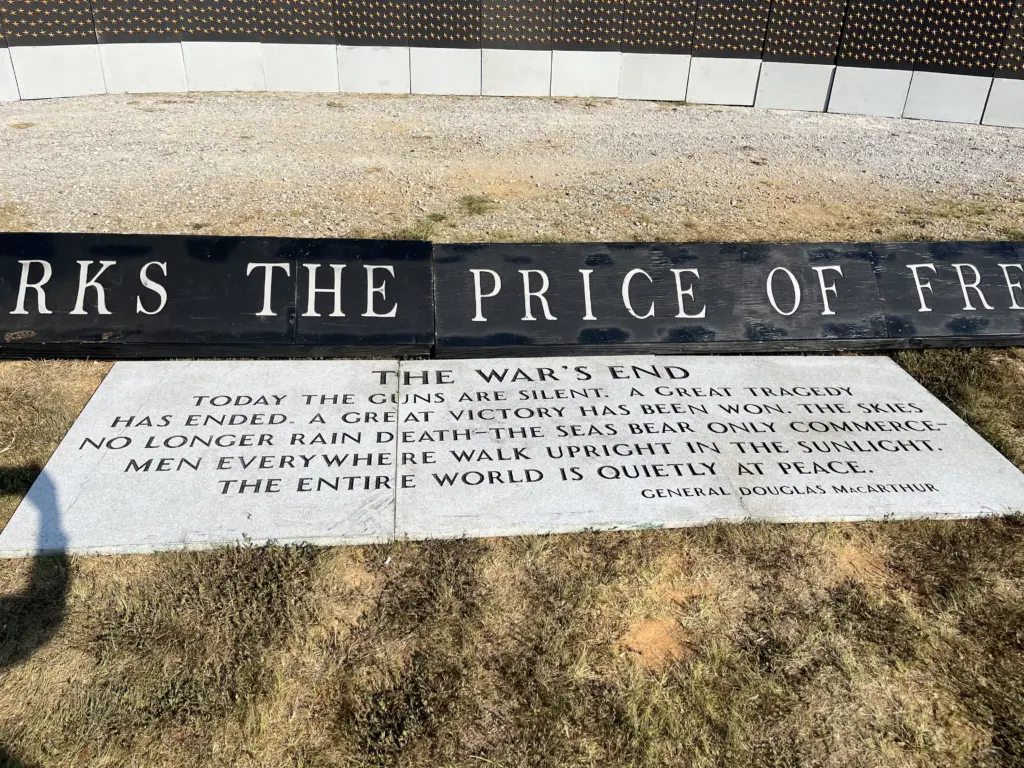 RKS THE PRICE OF FRE
THE WAR'S END
TODAY THE GUNS ARE SILENT. A GREAT TRAGEDY
HAS ENDED. A GREAT VICTORY HAS BEEN WON. THE SKIES
NO LONGER RAIN DEATH—THE SEAS BEAR ONLY COMMERCE—
MEN EVERYWHERE WALK UPRIGHT IN THE SUNLIGHT.
THE ENTIRE WORLD IS QUIETLY AT PEACE.
GENERAL DOUGLAS MACARTHUR